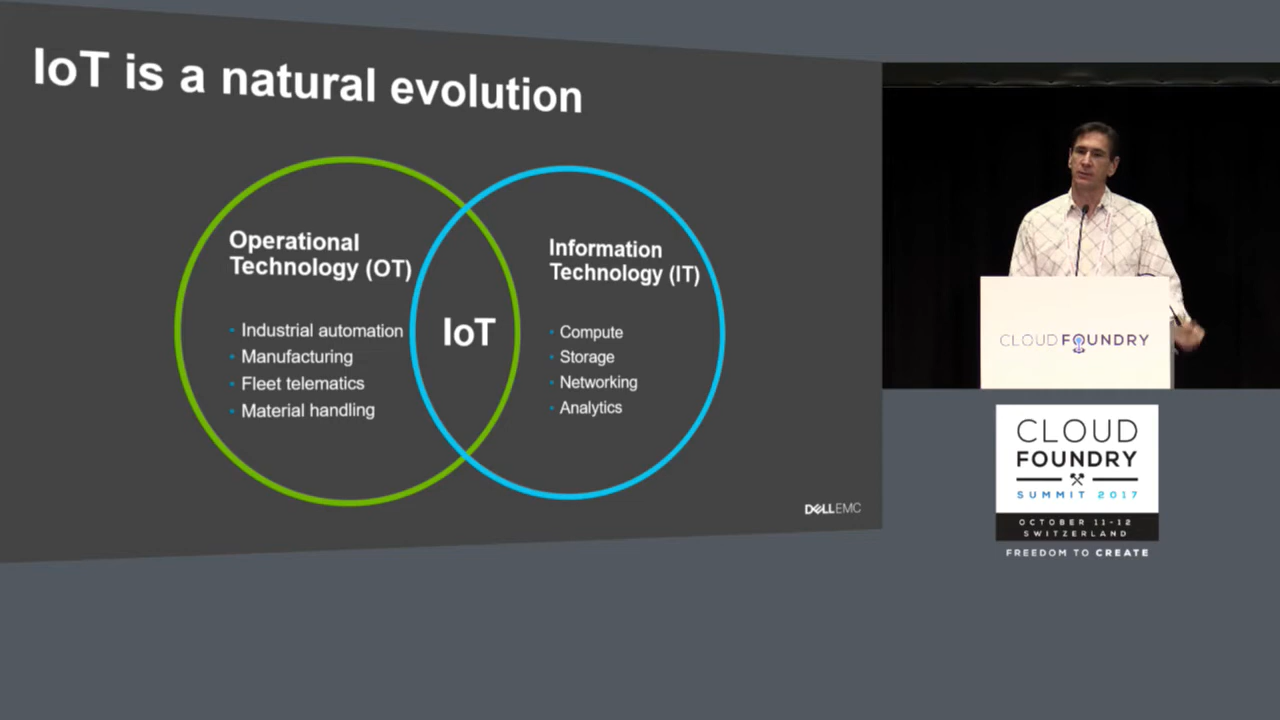 IoT is a natural evolution
Operational
Technology (OT)
• Industrial automation
• Manufacturing
• Fleet telematics
• Material handling
IoT
Information
Technology (IT)
• Compute
• Storage
• Networking
• Analytics
DELLEMC
CLOUD FOUNDRY
CLOUD
FOUNDRY
SUMMIT 2017
OCTOBER 11-12
SWITZERLAND
FREEDOM TO CREATE